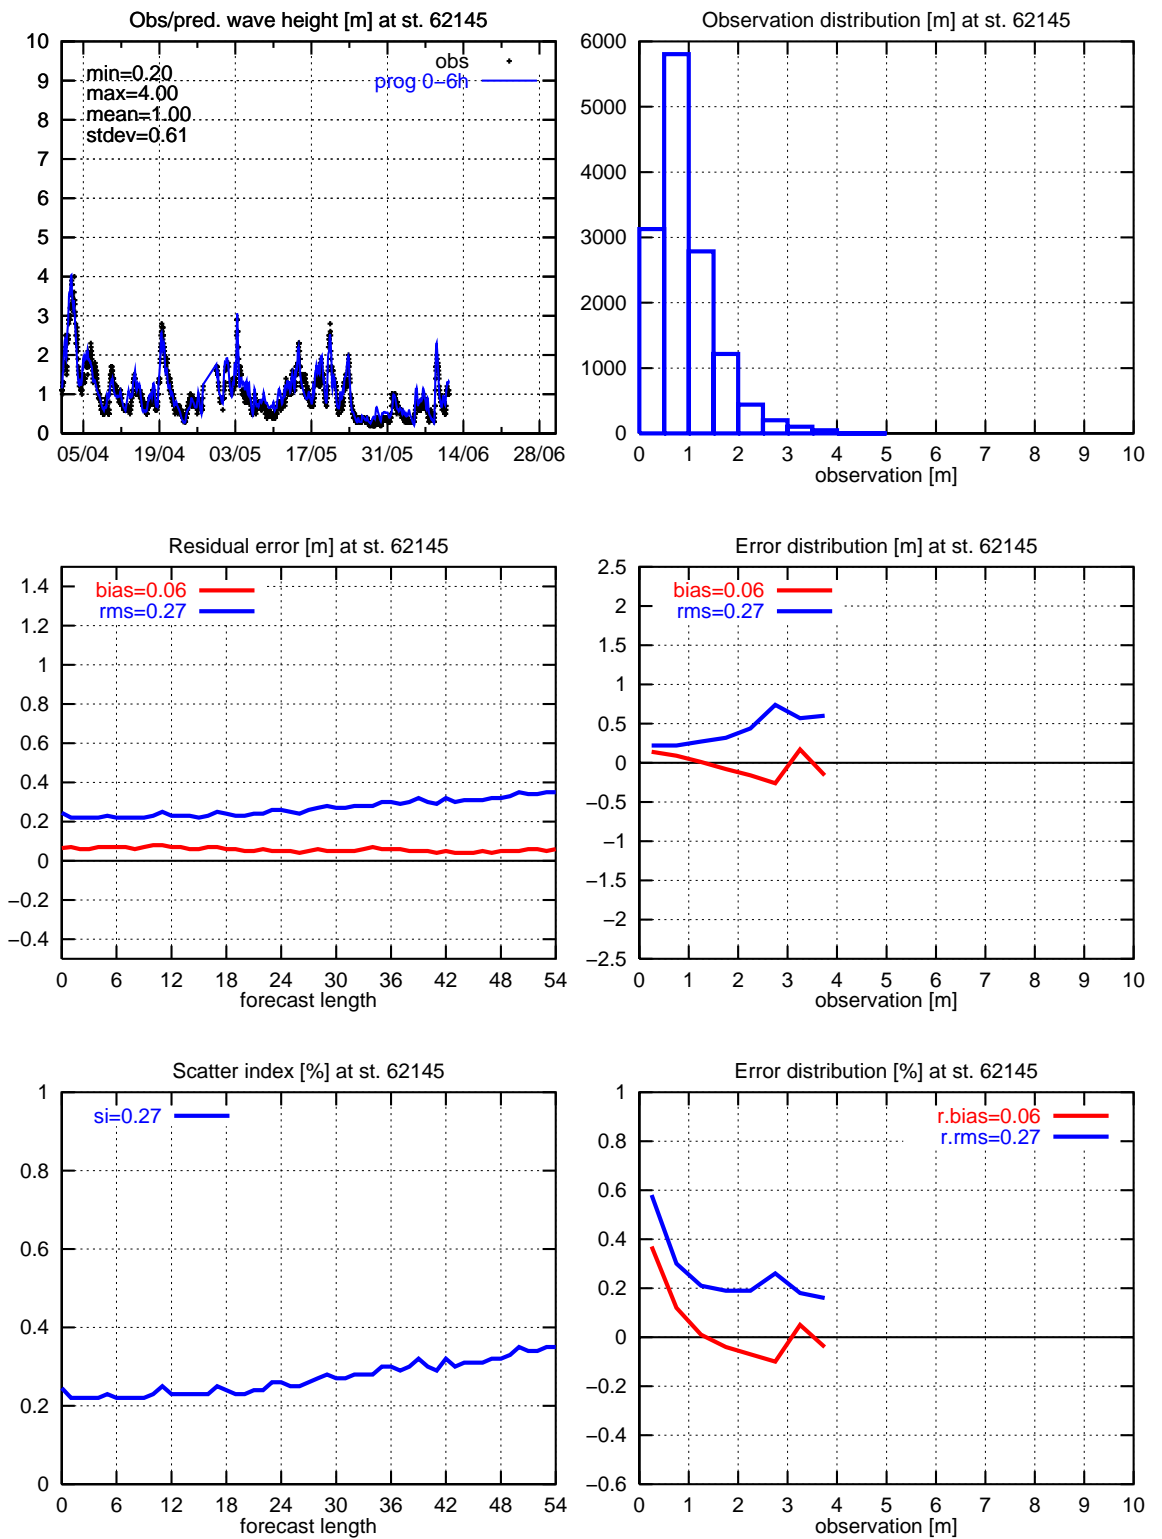 Obs/pred. wave height [m] at st. 62145
10
9
8
7
6
5
4
3
2
1
0
min=0.20
max=4.00
mean=1.00
stdev=0.61
obs
prog 0−6h
05/04 19/04 03/05 17/05 31/05 14/06 28/06
Observation distribution [m] at st. 62145
6000
5000
4000
3000
2000
1000
0
0 1 2 3 4 5 6 7 8 9 10
observation [m]
Residual error [m] at st. 62145
bias=0.06
rms=0.27
1.4
1.2
1
0.8
0.6
0.4
0.2
0
−0.2
−0.4
0 6 12 18 24 30 36 42 48 54
forecast length
Error distribution [m] at st. 62145
bias=0.06
rms=0.27
2.5
2
1.5
1
0.5
0
−0.5
−1
−1.5
−2
−2.5
0 1 2 3 4 5 6 7 8 9 10
observation [m]
Scatter index [%] at st. 62145
si=0.27
1
0.8
0.6
0.4
0.2
0
0 6 12 18 24 30 36 42 48 54
forecast length
Error distribution [%] at st. 62145
r.bias=0.06
r.rms=0.27
1
0.8
0.6
0.4
0.2
0
−0.2
−0.4
−0.6
0 1 2 3 4 5 6 7 8 9 10
observation [m]